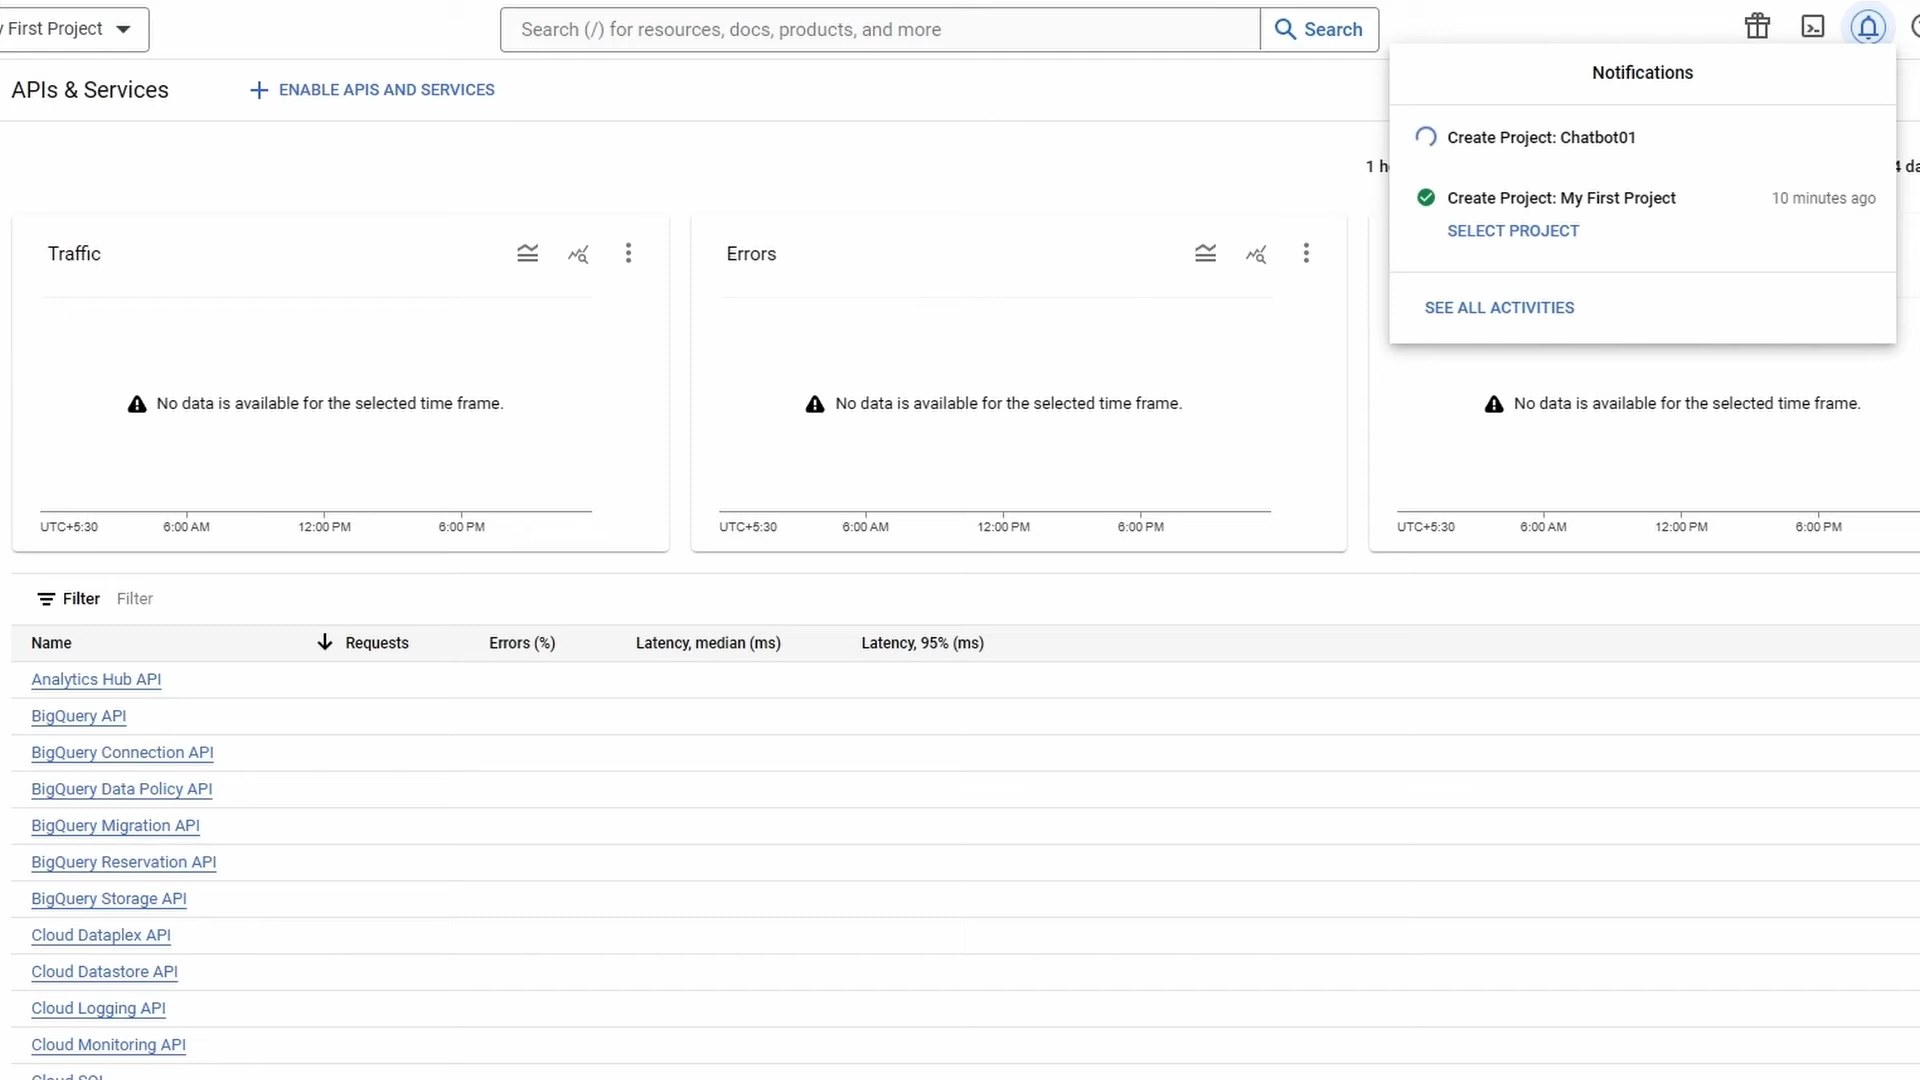 First Project
Search (/) for resources, docs, products, and more
Search
Notifications
APIs & Services
ENABLE APIS AND SERVICES
Create Project: Chatbot01
Create Project: My First Project
10 minutes ago
SELECT PROJECT
SEE ALL ACTIVITIES
1 h
4 da
Traffic
Errors
No data is available for the selected time frame.
No data is available for the selected time frame.
No data is available for the selected time frame.
UTC+5:30 6:00 AM 12:00 PM 6:00 PM
UTC+5:30 6:00 AM 12:00 PM 6:00 PM
UTC+5:30 6:00 AM 12:00 PM 6:00 PM
Filter Filter
Name Requests Errors (%) Latency, median (ms) Latency, 95% (ms)
Analytics Hub API
BigQuery API
BigQuery Connection API
BigQuery Data Policy API
BigQuery Migration API
BigQuery Reservation API
BigQuery Storage API
Cloud Dataplex API
Cloud Datastore API
Cloud Logging API
Cloud Monitoring API
Cloud SQL